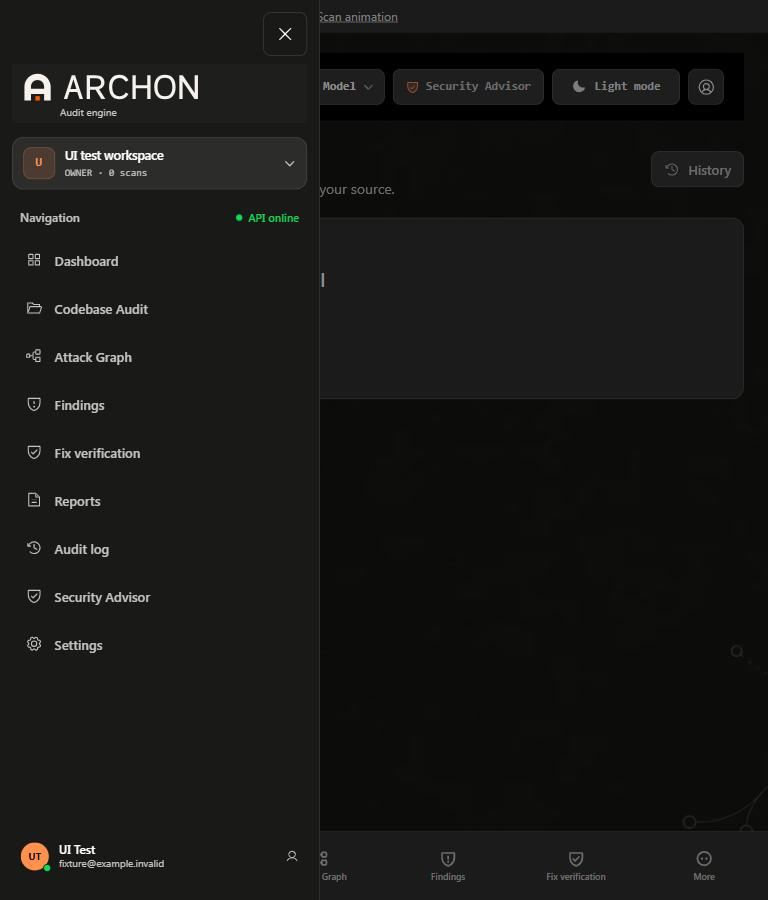 Scan animation
ARCHON
Audit engine
Model
Security Advisor
Light mode
U
UI test workspace
OWNER · 0 scans
History
your source.
Navigation
API online
Dashboard
Codebase Audit
Attack Graph
Findings
Fix verification
Reports
Audit log
Security Advisor
Settings
UT
UI Test
fixture@example.invalid
Graph
Findings
Fix verification
More